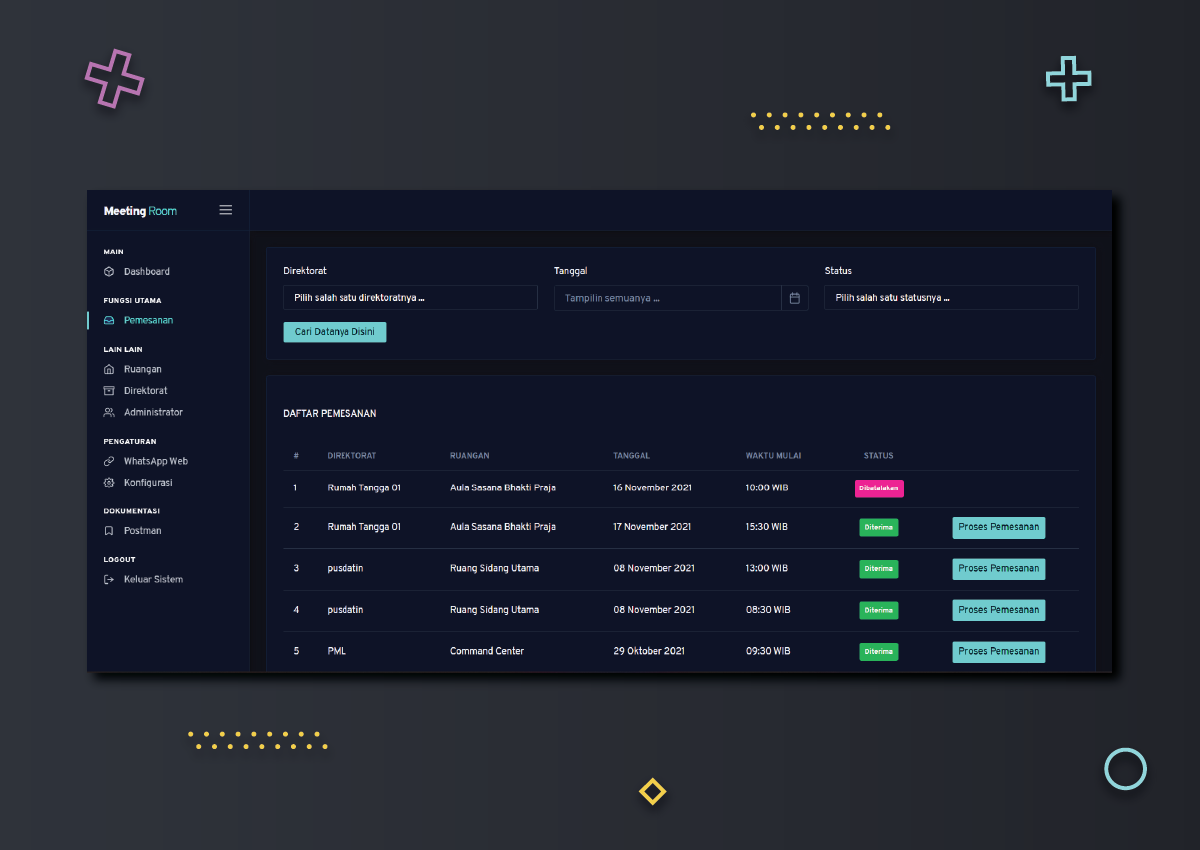 Meeting Room
MAIN
Dashboard
FUNGSI UTAMA
Pemesanan
LAIN LAIN
Ruangan
Direktorat
Administrator
PENGATURAN
WhatsApp Web
Konfigurasi
DOKUMENTASI
Postman
LOGOUT
Keluar Sistem
Direktorat Tanggal Status
Pilih salah satu direktoratnya ... Tampilin semuanya ... Pilih salah satu statusnya ...
Cari Datanya Disini
DAFTAR PEMESANAN
# DIREKTORAT RUANGAN TANGGAL WAKTU MULAI STATUS
1 Rumah Tangga 01 Aula Sasana Bhakti Praja 16 November 2021 10:00 WIB Dibatalakan
2 Rumah Tangga 01 Aula Sasana Bhakti Praja 17 November 2021 15:30 WIB Diterima Proses Pemesanan
3 pusdatin Ruang Sidang Utama 08 November 2021 13:00 WIB Diterima Proses Pemesanan
4 pusdatin Ruang Sidang Utama 08 November 2021 08:30 WIB Diterima Proses Pemesanan
5 PML Command Center 29 Oktober 2021 09:30 WIB Diterima Proses Pemesanan